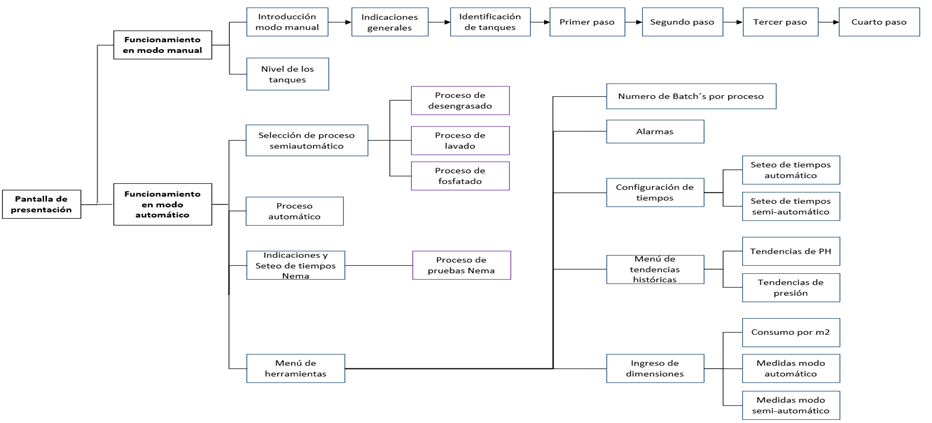 Pantalla de
presentación
Funcionamiento
en modo manual
Introducción
modo manual
Indicaciones
generales
Identificación
de tanques
Primer paso
Segundo paso
Tercer paso
Cuarto paso
Nivel de los
tanques
Funcionamiento
en modo
automático
Selección de proceso
semiautomático
Proceso de
desengrasado
Proceso de
lavado
Proceso de
fosfatado
Proceso
automático
Indicaciones y
Seteo de tiempos
Nema
Proceso de
pruebas Nema
Menú de
herramientas
Numero de Batch´s por proceso
Alarmas
Configuración de
tiempos
Seteo de tiempos
automático
Seteo de tiempos
semi-automático
Menú de
tendencias
históricas
Tendencias de PH
Tendencias de
presión
Ingreso de
dimensiones
Consumo por m2
Medidas modo
automático
Medidas modo
semi-automático